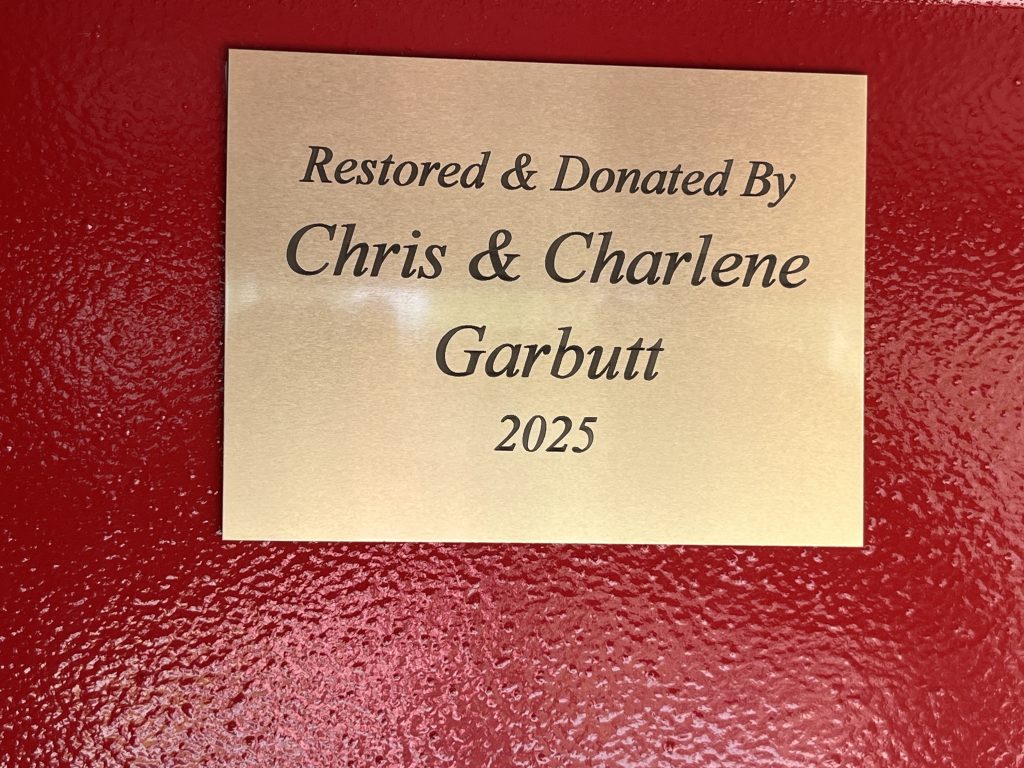 Restored & Donated By
Chris & Charlene
Garbutt
2025